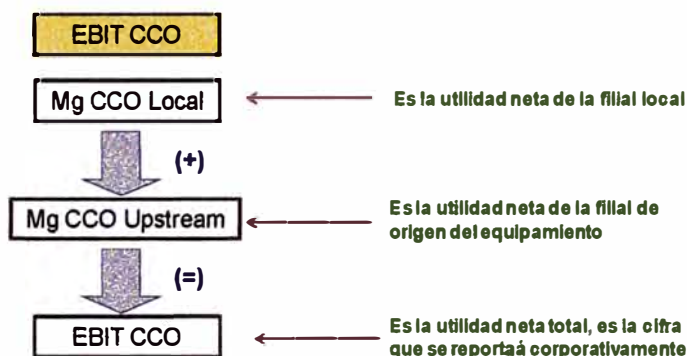 EBIT CCO
Mg CCO Local
Es la utilidad neta de la filial local
(+)
Mg CCO Upstream
Es la utilidad neta de la filial de
origen del equipamiento
(=)
EBIT CCO
Es la utilidad neta total, es la cifra
que se reportaá corporativamente